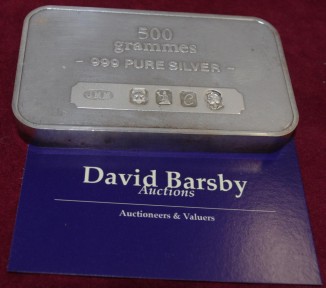 500
grammes
- 999 PURE SILVER -
C
David Barsby
Auctions
Auctioneers & Valuers